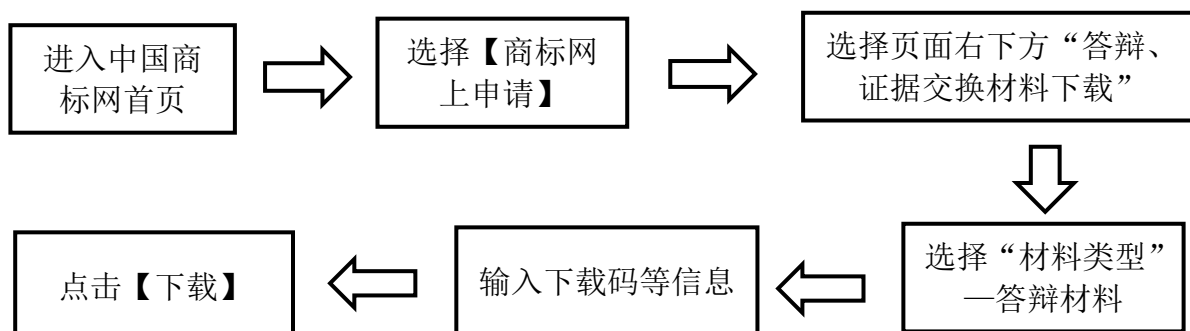 进入中国商
标网首页
选择【商标网
上申请】
选择页面右下方“答辩、
证据交换材料下载”
选择“材料类型”
—答辩材料
输入下载码等信息
点击【下载】